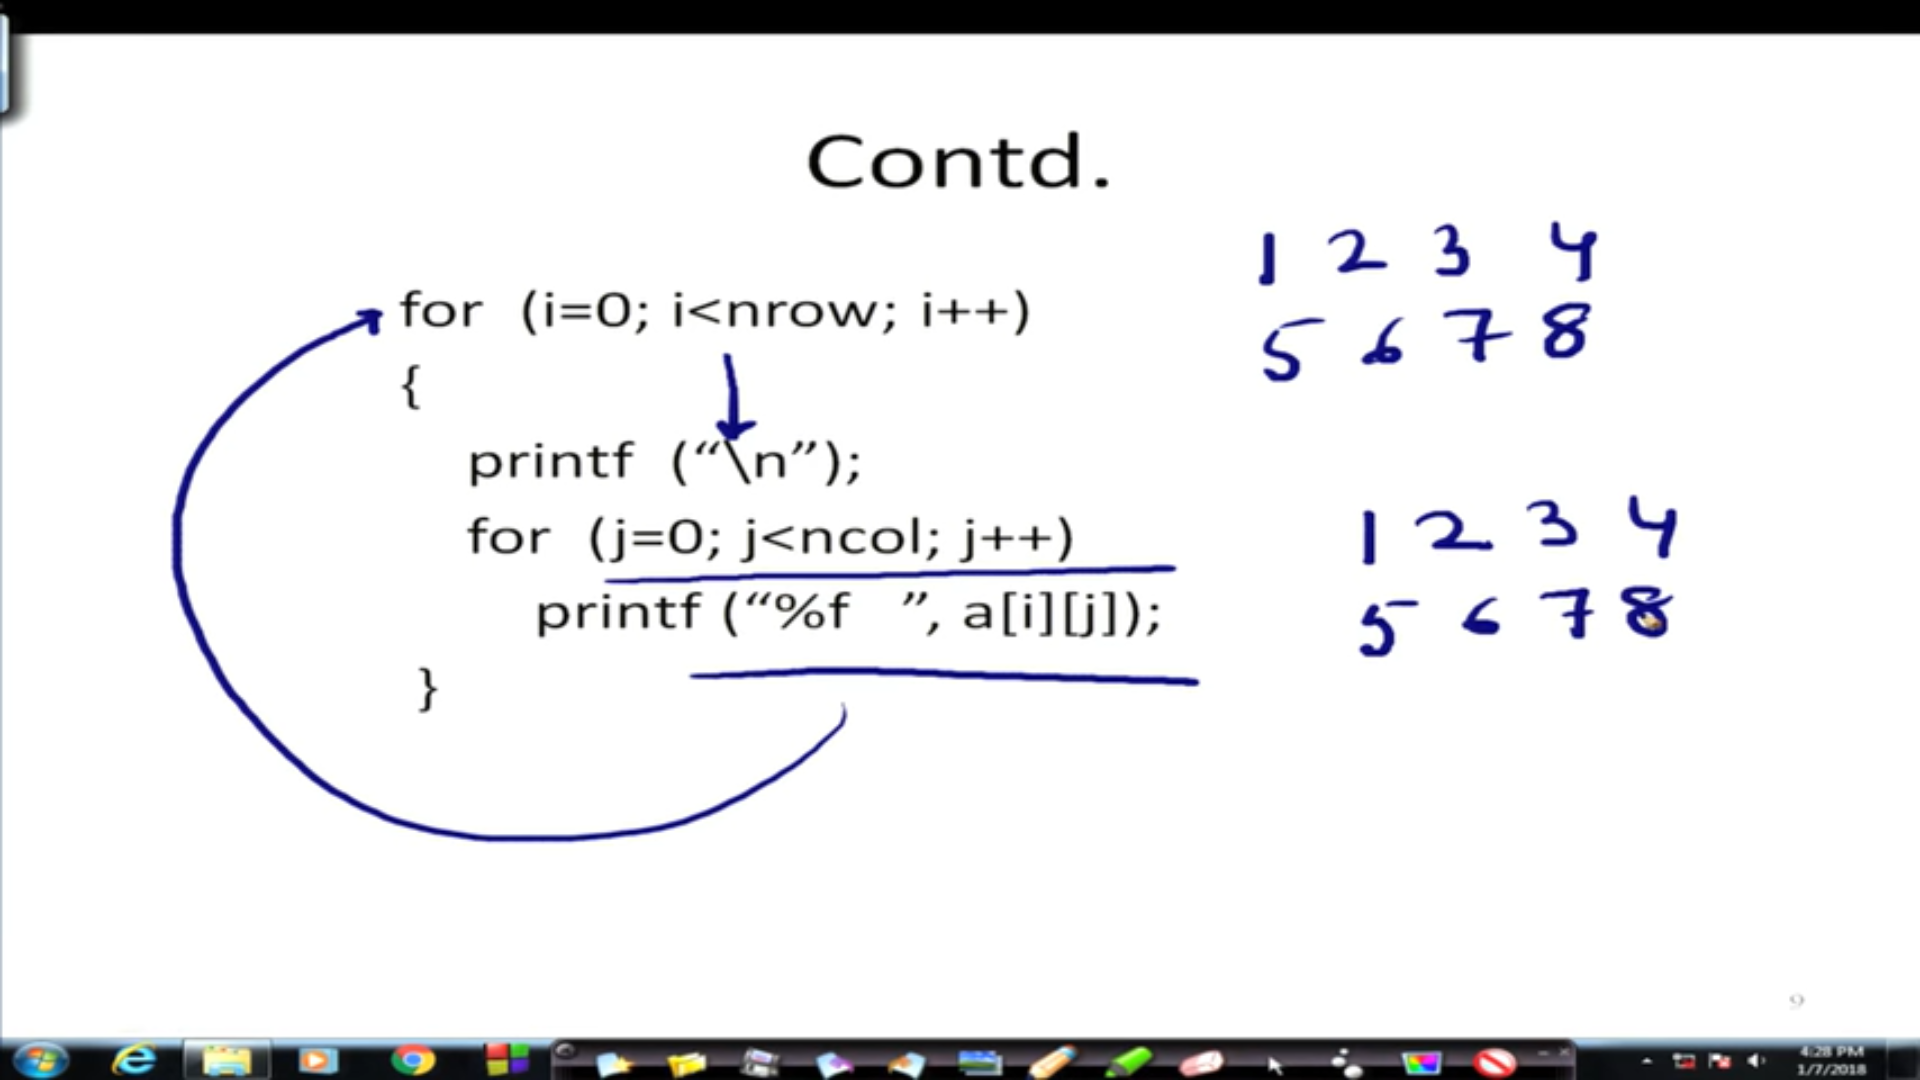 Contd.
for (i=0; i<nrow; i++)
{
printf (“\n”);
for (j=0; j<ncol; j++)
printf (“%f ”, a[i][j]);
}
1 2 3 4
5 6 7 8
1 2 3 4
5 6 7 8
9
4:28 PM
1/7/2018